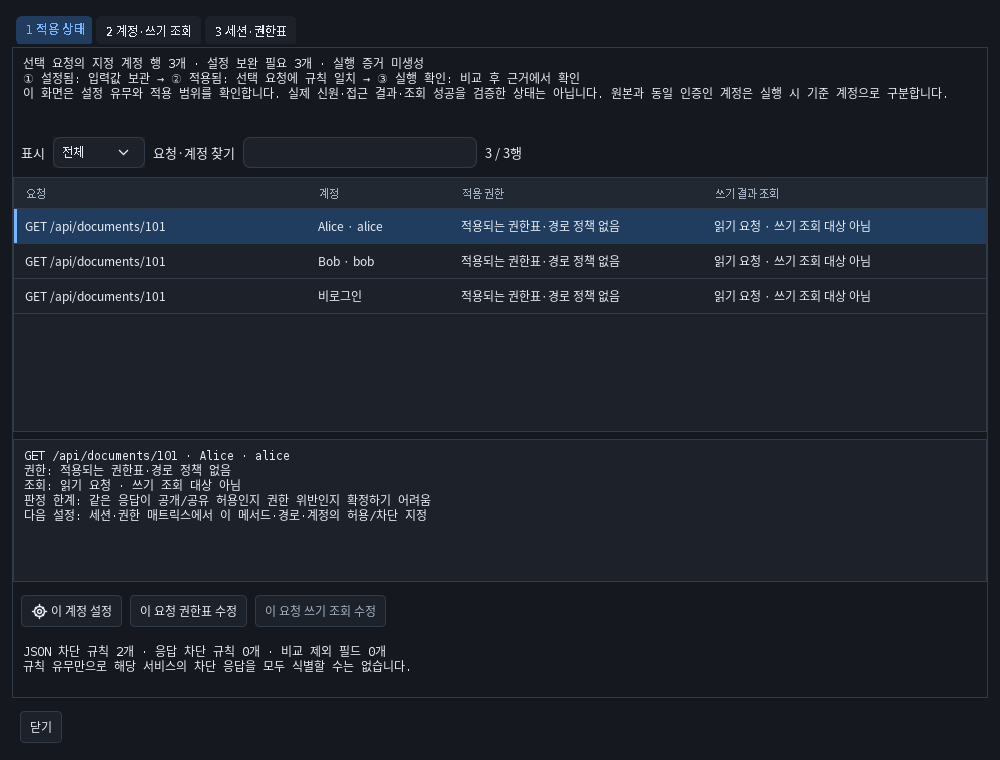 1 적용 상태  2 계정·쓰기 조회  3 세션·권한표
선택 요청의 지정 계정 행 3개 · 설정 보완 필요 3개 · 실행 증거 미생성
① 설정됨: 입력값 보관 → ② 적용됨: 선택 요청에 규칙 일치 → ③ 실행 확인: 비교 후 근거에서 확인
이 화면은 설정 유무와 적용 범위를 확인합니다. 실제 신원·접근 결과·조회 성공을 검증한 상태는 아닙니다. 원본과 동일 인증인 계정은 실행 시 기준 계정으로 구분합니다.
표시  전체  요청·계정 찾기  3 / 3행
요청  계정  적용 권한  쓰기 결과 조회
GET /api/documents/101  Alice · alice  적용되는 권한표·경로 정책 없음  읽기 요청 · 쓰기 조회 대상 아님
GET /api/documents/101  Bob · bob  적용되는 권한표·경로 정책 없음  읽기 요청 · 쓰기 조회 대상 아님
GET /api/documents/101  비로그인  적용되는 권한표·경로 정책 없음  읽기 요청 · 쓰기 조회 대상 아님
GET /api/documents/101 · Alice · alice
권한: 적용되는 권한표·경로 정책 없음
조회: 읽기 요청 · 쓰기 조회 대상 아님
판정 한계: 같은 응답이 공개/공유 허용인지 권한 위반인지 확정하기 어려움
다음 설정: 세션·권한 매트릭스에서 이 메서드·경로·계정의 허용/차단 지정
이 계정 설정  이 요청 권한표 수정  이 요청 쓰기 조회 수정
JSON 차단 규칙 2개 · 응답 차단 규칙 0개 · 비교 제외 필드 0개
규칙 유무만으로 해당 서비스의 차단 응답을 모두 식별할 수는 없습니다.
닫기